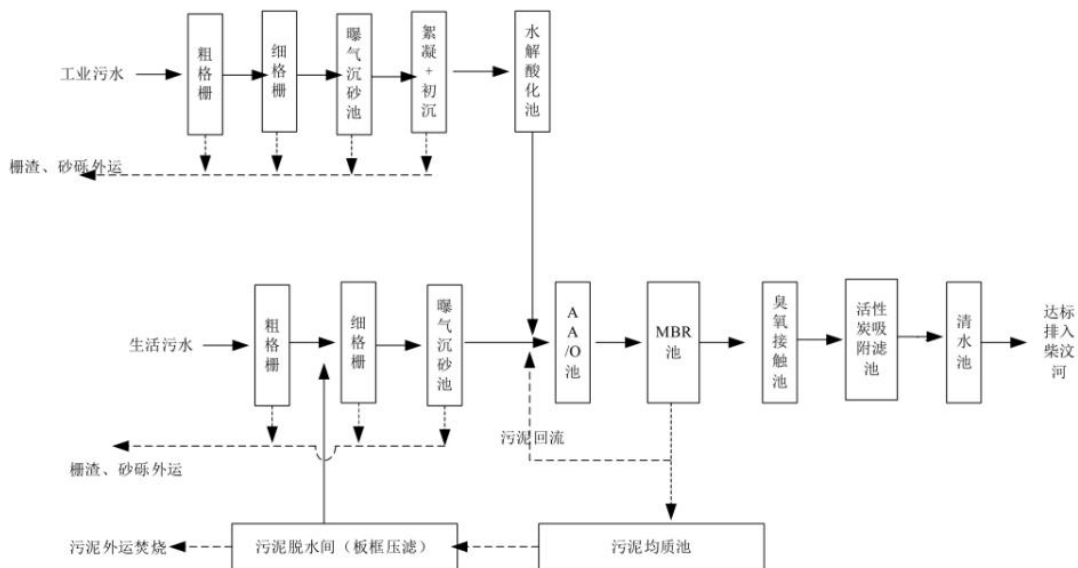 工业污水
粗格栅
细格栅
曝气沉砂池
絮凝+初沉
水解酸化池
栅渣、砂砾外运
生活污水
粗格栅
细格栅
曝气沉砂池
AA/O池
MBR
池
臭氧接触池
活性
炭吸
附滤
池
清水池
达标
排入
柴汶
河
污泥回流
栅渣、砂砾外运
污泥外运焚烧
污泥脱水间（板框压滤）
污泥均质池